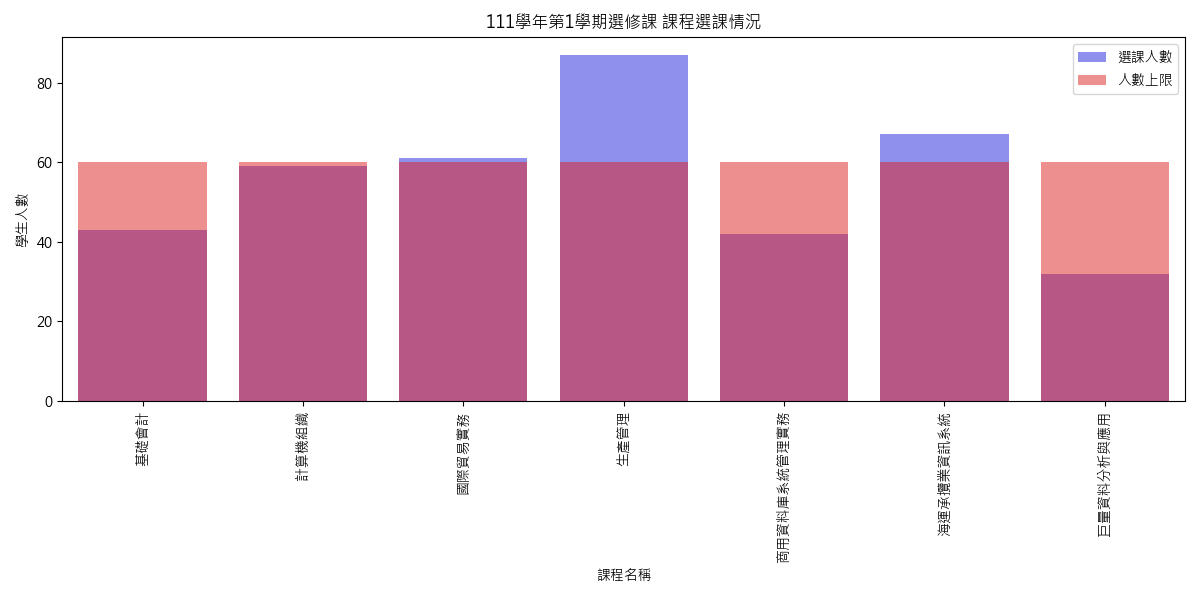 111學年第1學期選修課 課程選課情況
選課人數
人數上限
學生人數
80
60
40
20
0
基礎會計
計算機組織
國際貿易實務
生產管理
商用資料庫系統管理實務
海運承攬業資訊系統
巨量資料分析與應用
課程名稱